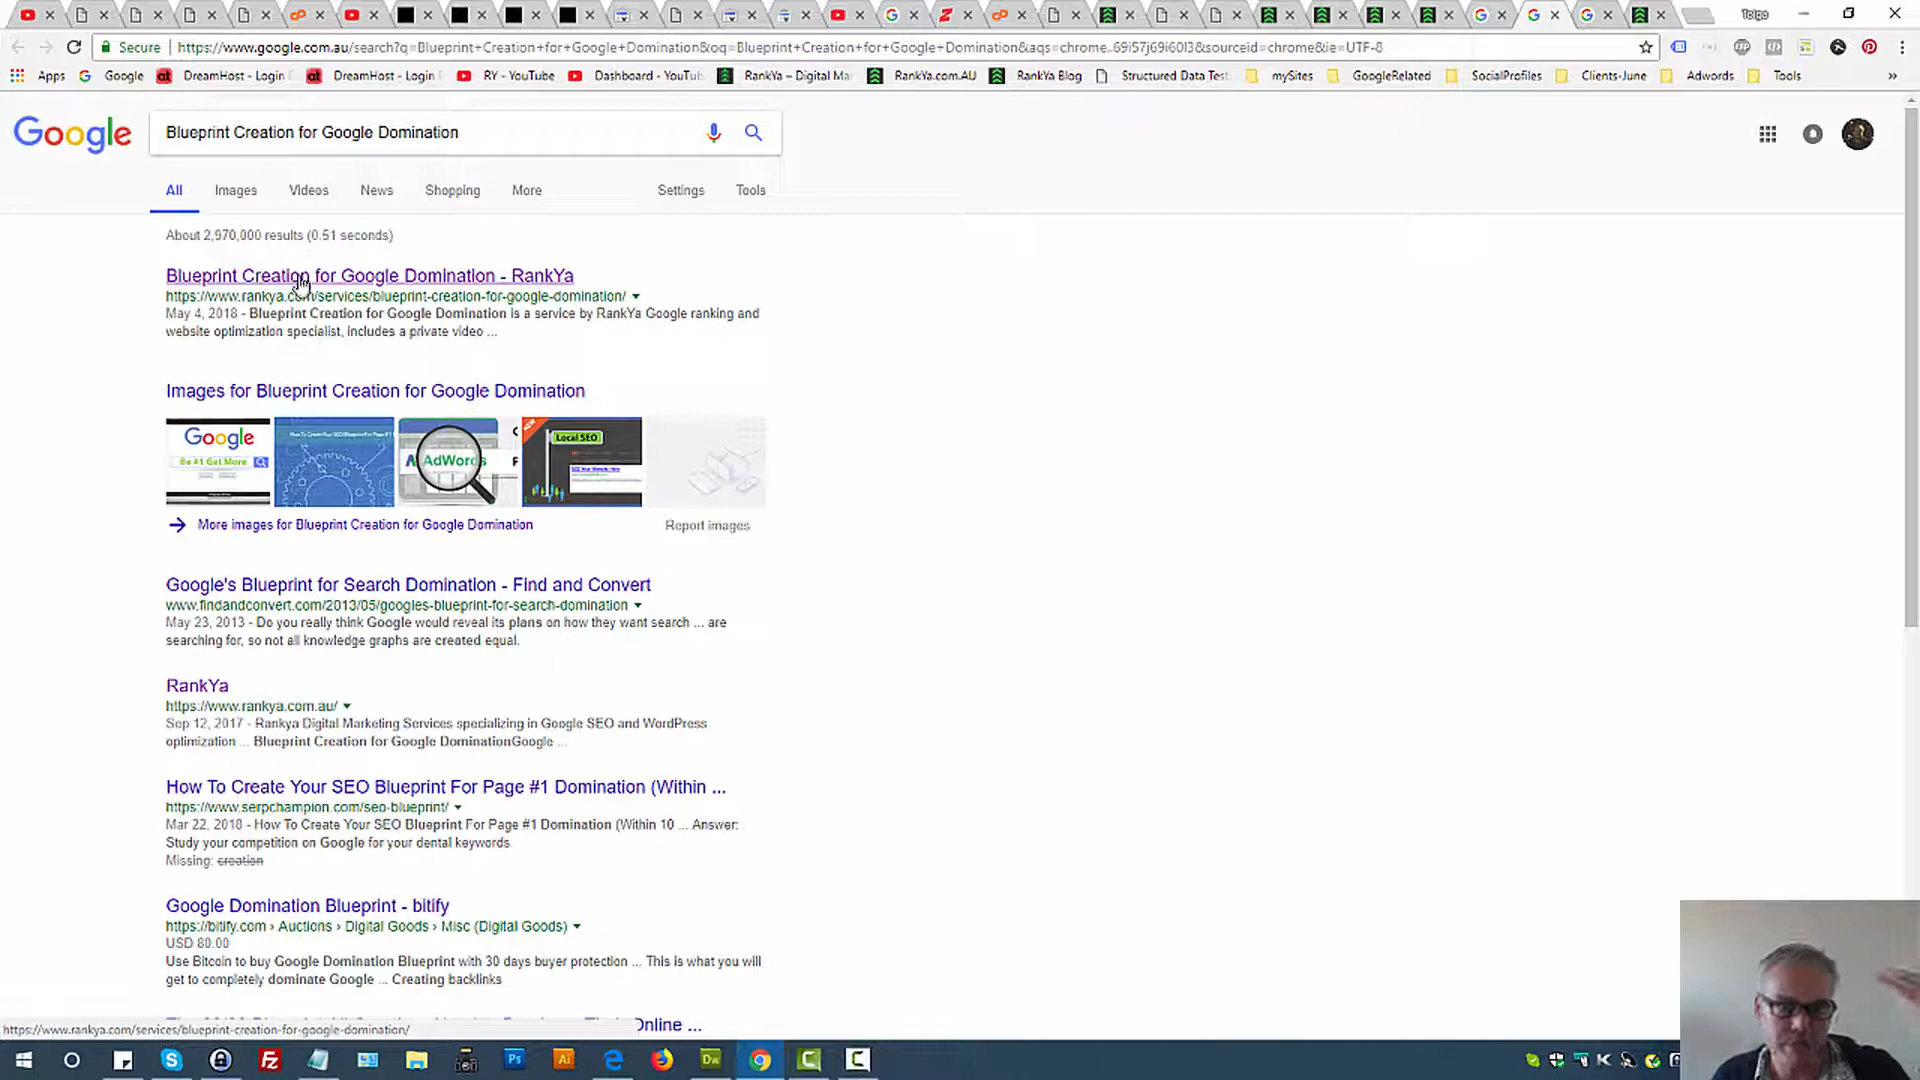 Tolga
Secure
https://www.google.com.au/search?q=Blueprint+Creation+for+Google+Domination&oq=Blueprint+Creation+for+Google+Domination&aqs=chrome..69i57j69i60l3&sourceid=chrome&ie=UTF-8
Apps Google DreamHost - Login DreamHost - Login RY - YouTube Dashboard - YouTub RankYa – Digital Ma RankYa.com.AU RankYa Blog Structured Data Test mySites GoogleRelated SocialProfiles Clients-June Adwords Tools »
Google
Blueprint Creation for Google Domination
All Images Videos News Shopping More Settings Tools
About 2,970,000 results (0.51 seconds)
Blueprint Creation for Google Domination - RankYa
https://www.rankya.com/services/blueprint-creation-for-google-domination/
May 4, 2018 - Blueprint Creation for Google Domination is a service by RankYa Google ranking and
website optimization specialist, includes a private video ...
Images for Blueprint Creation for Google Domination
Google
Be #1 Get More
AdWords
Local SEO
More images for Blueprint Creation for Google Domination Report images
Google's Blueprint for Search Domination - Find and Convert
www.findandconvert.com/2013/05/googles-blueprint-for-search-domination
May 23, 2013 - Do you really think Google would reveal its plans on how they want search ... are
searching for, so not all knowledge graphs are created equal.
RankYa
https://www.rankya.com.au/
Sep 12, 2017 - Rankya Digital Marketing Services specializing in Google SEO and WordPress
optimization ... Blueprint Creation for Google DominationGoogle ...
How To Create Your SEO Blueprint For Page #1 Domination (Within ...
https://www.serpchampion.com/seo-blueprint/
Mar 22, 2018 - How To Create Your SEO Blueprint For Page #1 Domination (Within 10 ... Answer:
Study your competition on Google for your dental keywords.
Missing: creation
Google Domination Blueprint - bitify
https://bitify.com › Auctions › Digital Goods › Misc (Digital Goods)
USD 80.00
Use Bitcoin to buy Google Domination Blueprint with 30 days buyer protection ... This is what you will
get to completely dominate Google ... Creating backlinks
Online ...
https://www.rankya.com/services/blueprint-creation-for-google-domination/